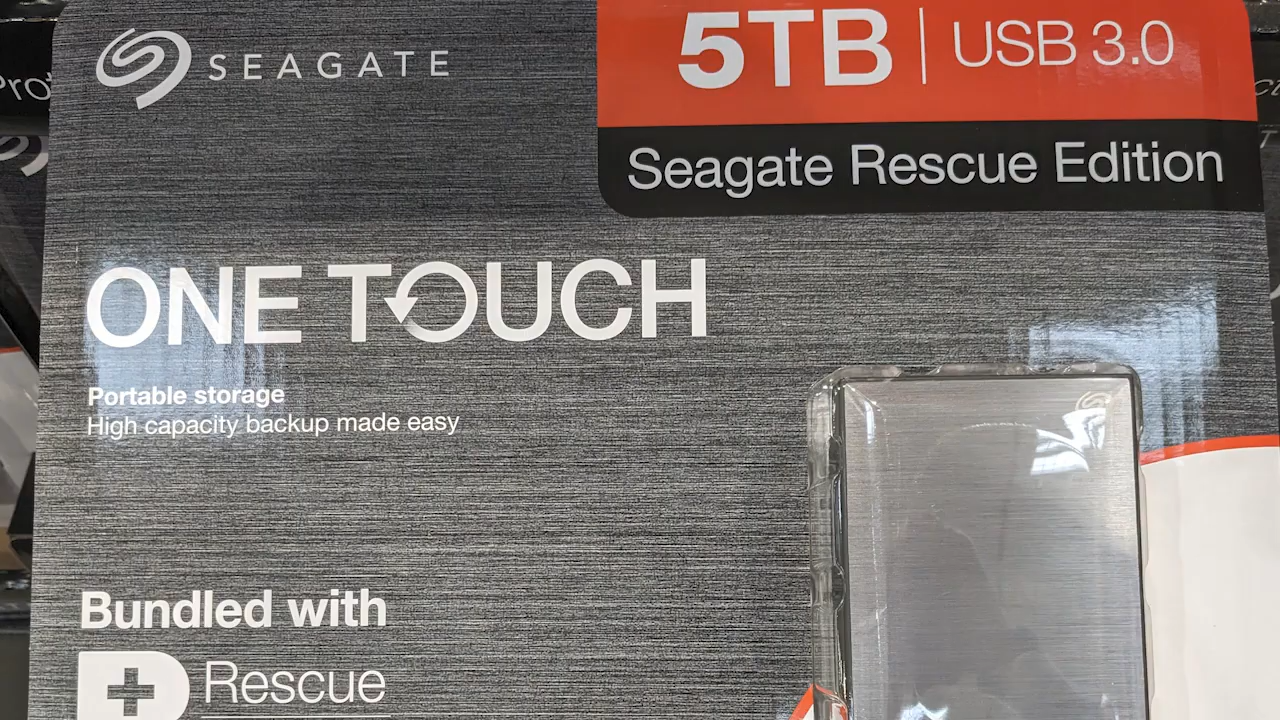 SEAGATE
5TB | USB 3.0
Seagate Rescue Edition
ONE TOUCH
Portable storage
High capacity backup made easy
Bundled with
Rescue